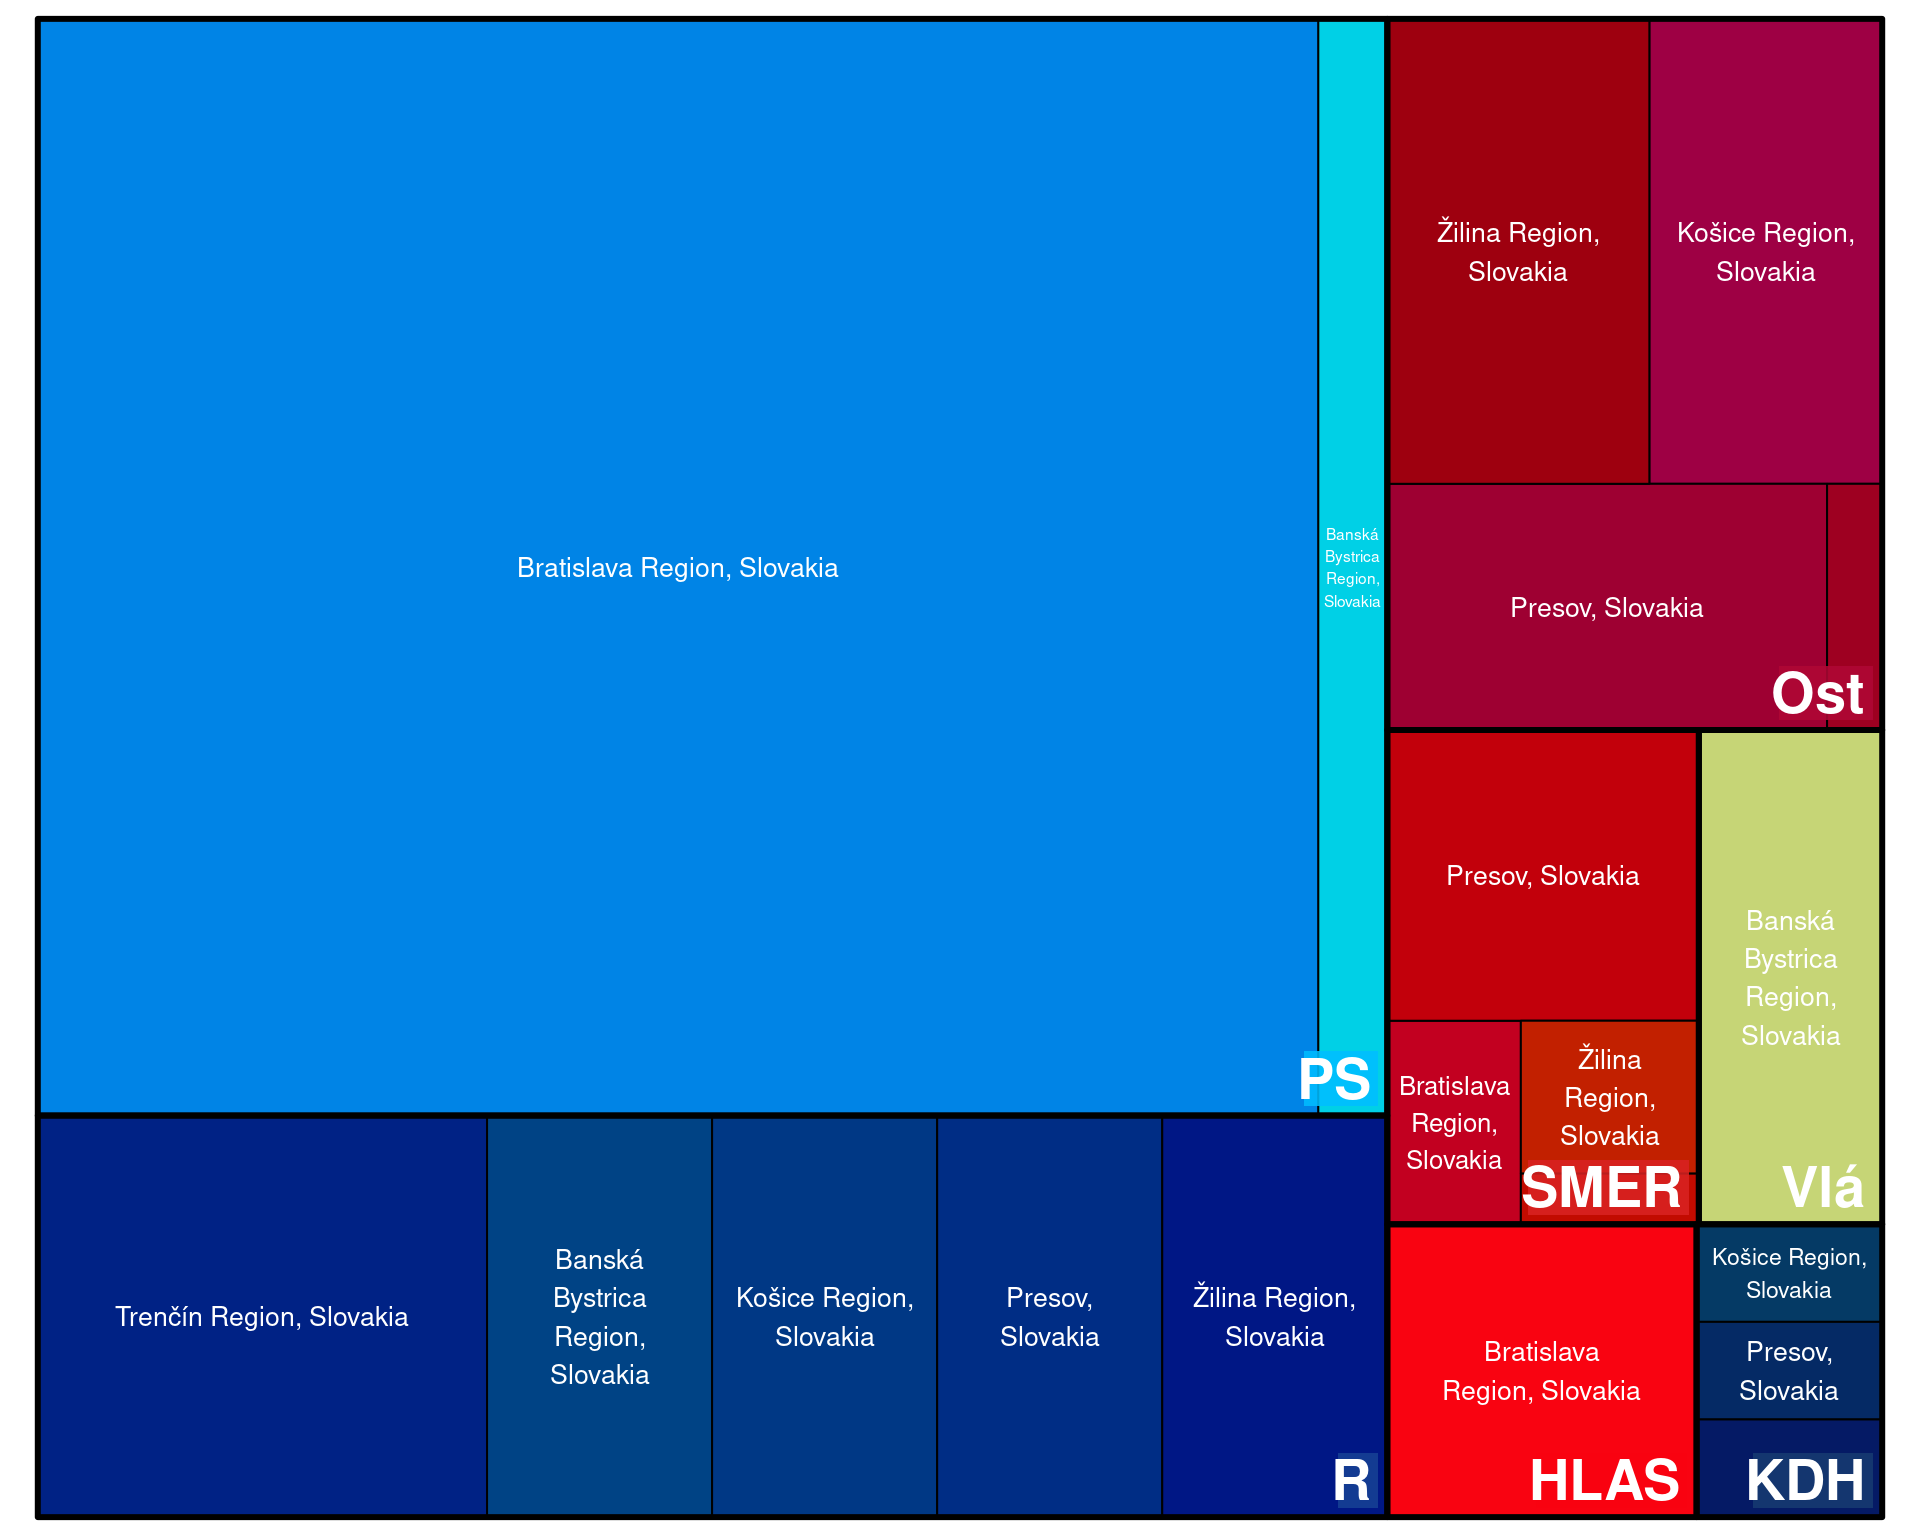 Bratislava Region, Slovakia
Banská
Bystrica
Region,
Slovakia
PS
Trenčín Region, Slovakia
Banská
Bystrica
Region,
Slovakia
Košice Region,
Slovakia
Presov,
Slovakia
Žilina Region,
Slovakia
R
Žilina Region,
Slovakia
Košice Region,
Slovakia
Presov, Slovakia
Ost
Presov, Slovakia
Bratislava
Region,
Slovakia
Žilina
Region,
Slovakia
SMER
Banská
Bystrica
Region,
Slovakia
Vlá
Bratislava
Region, Slovakia
HLAS
Košice Region,
Slovakia
Presov,
Slovakia
KDH